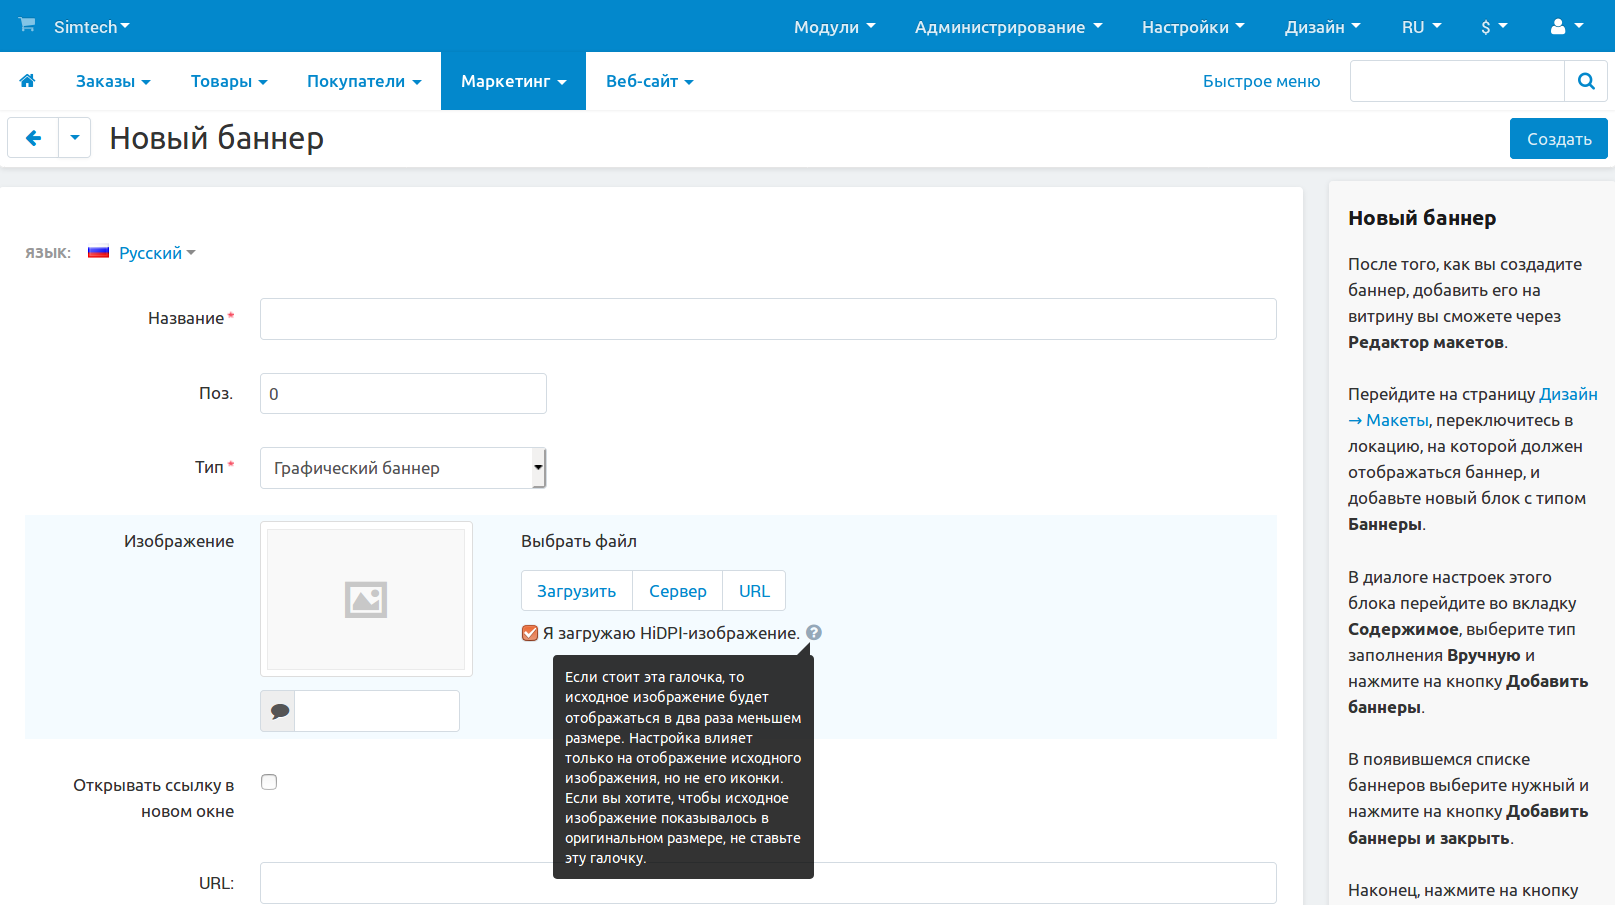 Simtech
Модули
Администрирование
Настройки
Дизайн
RU
$
Заказы
Товары
Покупатели
Маркетинг
Веб-сайт
Быстрое меню
Новый баннер
Создать
ЯЗЫК:
Русский
Название *
Поз.
0
Тип *
Графический баннер
Изображение
Выбрать файл
Загрузить
Сервер
URL
Я загружаю HiDPI-изображение. ?
Если стоит эта галочка, то
исходное изображение будет
отображаться в два раза меньшем
размере. Настройка влияет
только на отображение исходного
изображения, но не его иконки.
Если вы хотите, чтобы исходное
изображение показывалось в
оригинальном размере, не ставьте
эту галочку.
Открывать ссылку в
новом окне
URL:
Новый баннер
После того, как вы создадите
баннер, добавить его на
витрину вы сможете через
Редактор макетов.
Перейдите на страницу Дизайн
→ Макеты, переключитесь в
локацию, на которой должен
отображаться баннер, и
добавьте новый блок с типом
Баннеры.
В диалоге настроек этого
блока перейдите во вкладку
Содержимое, выберите тип
заполнения Вручную и
нажмите на кнопку Добавить
баннеры.
В появившемся списке
баннеров выберите нужный и
нажмите на кнопку Добавить
баннеры и закрыть.
Наконец, нажмите на кнопку